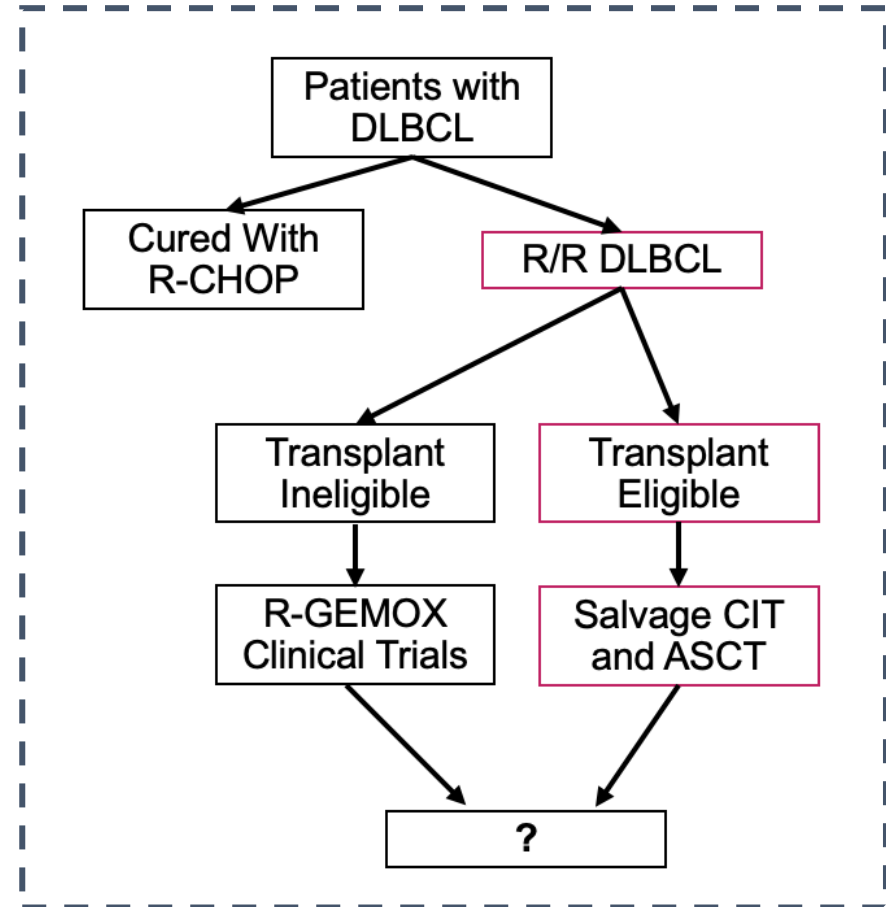 Patients with
DLBCL
Cured With
R-CHOP
R/R DLBCL
Transplant
Ineligible
Transplant
Eligible
R-GEMOX
Clinical Trials
Salvage CIT
and ASCT
?